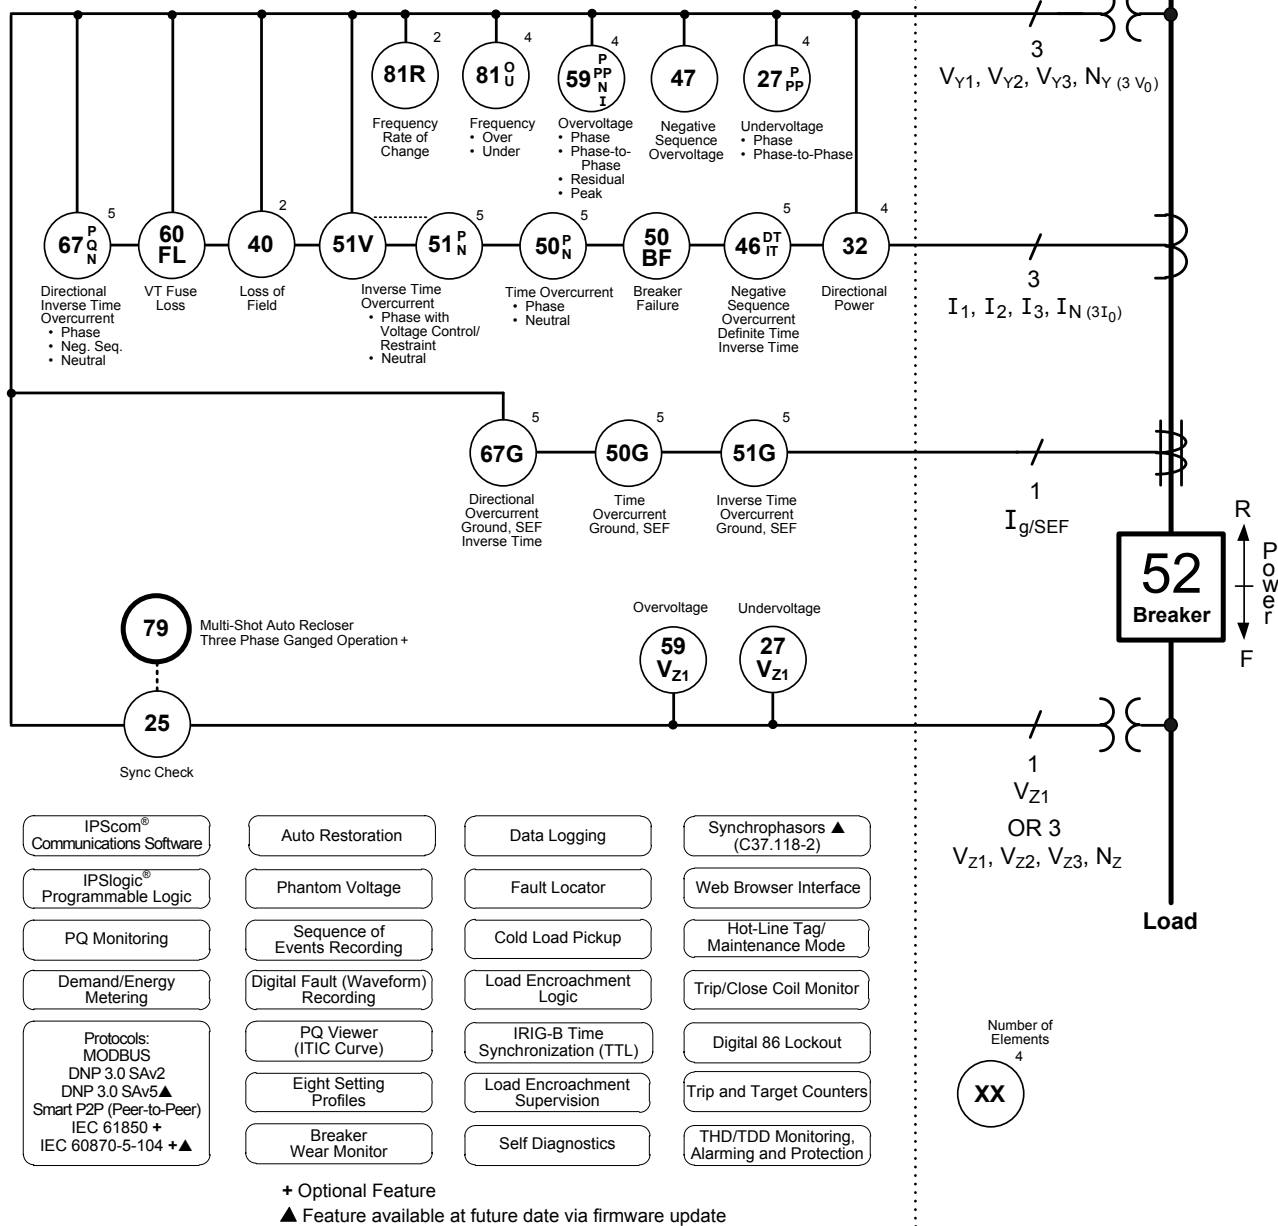 2
81R
Frequency
Rate of
Change
4
81 O
U
Frequency
• Over
• Under
4
59 P
PP
N
I
Overvoltage
• Phase
• Phase-to-
Phase
• Residual
• Peak
47
Negative
Sequence
Overvoltage
4
27 P
PP
Undervoltage
• Phase
• Phase-to-Phase
3
VY1, VY2, VY3, NY (3 V0)
5
67 P
Q
N
Directional
Inverse Time
Overcurrent
• Phase
• Neg. Seq.
• Neutral
60
FL
VT Fuse
Loss
2
40
Loss of
Field
51V
5
51 P
N
Inverse Time
Overcurrent
• Phase with
Voltage Control/
Restraint
• Neutral
5
50 P
N
Time Overcurrent
• Phase
• Neutral
50
BF
Breaker
Failure
5
46 DT
IT
Negative
Sequence
Overcurrent
Definite Time
Inverse Time
4
32
Directional
Power
3
I1, I2, I3, IN (3I0)
5
67G
Directional
Overcurrent
Ground, SEF
Inverse Time
5
50G
Time
Overcurrent
Ground, SEF
5
51G
Inverse Time
Overcurrent
Ground, SEF
1
Ig/SEF
52
Breaker
R
Power
F
79
Multi-Shot Auto Recloser
Three Phase Ganged Operation +
25
Sync Check
Overvoltage
59
VZ1
Undervoltage
27
VZ1
1
VZ1
OR 3
VZ1, VZ2, VZ3, NZ
Load
IPScom®
Communications Software
IPSlogic®
Programmable Logic
PQ Monitoring
Demand/Energy
Metering
Protocols:
MODBUS
DNP 3.0 SAv2
DNP 3.0 SAv5▲
Smart P2P (Peer-to-Peer)
IEC 61850 +
IEC 60870-5-104 +▲
Auto Restoration
Phantom Voltage
Sequence of
Events Recording
Digital Fault (Waveform)
Recording
PQ Viewer
(ITIC Curve)
Eight Setting
Profiles
Breaker
Wear Monitor
Data Logging
Fault Locator
Cold Load Pickup
Load Encroachment
Logic
IRIG-B Time
Synchronization (TTL)
Load Encroachment
Supervision
Self Diagnostics
Synchrophasors ▲
(C37.118-2)
Web Browser Interface
Hot-Line Tag/
Maintenance Mode
Trip/Close Coil Monitor
Digital 86 Lockout
Trip and Target Counters
THD/TDD Monitoring,
Alarming and Protection
Number of
Elements
4
XX
+ Optional Feature
▲ Feature available at future date via firmware update